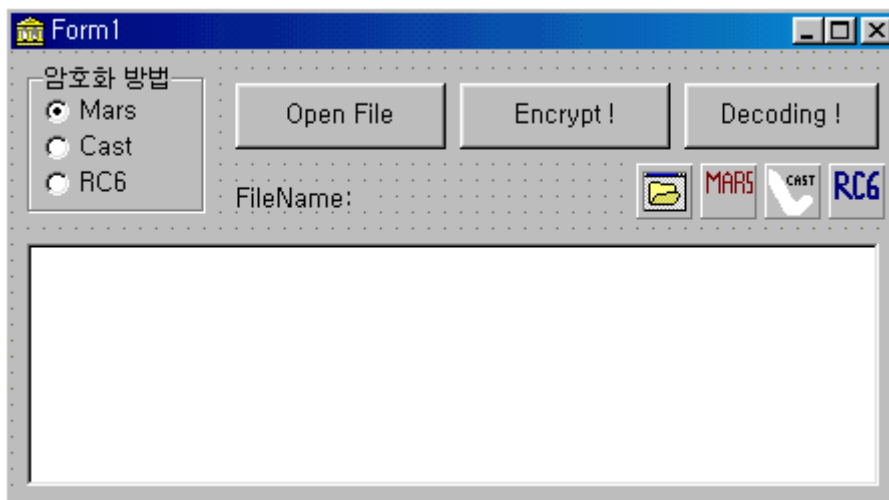 Form1
암호화 방법
Mars
Cast
RC6
Open File
Encrypt !
Decoding !
FileName:
MARS
CAST
RC6